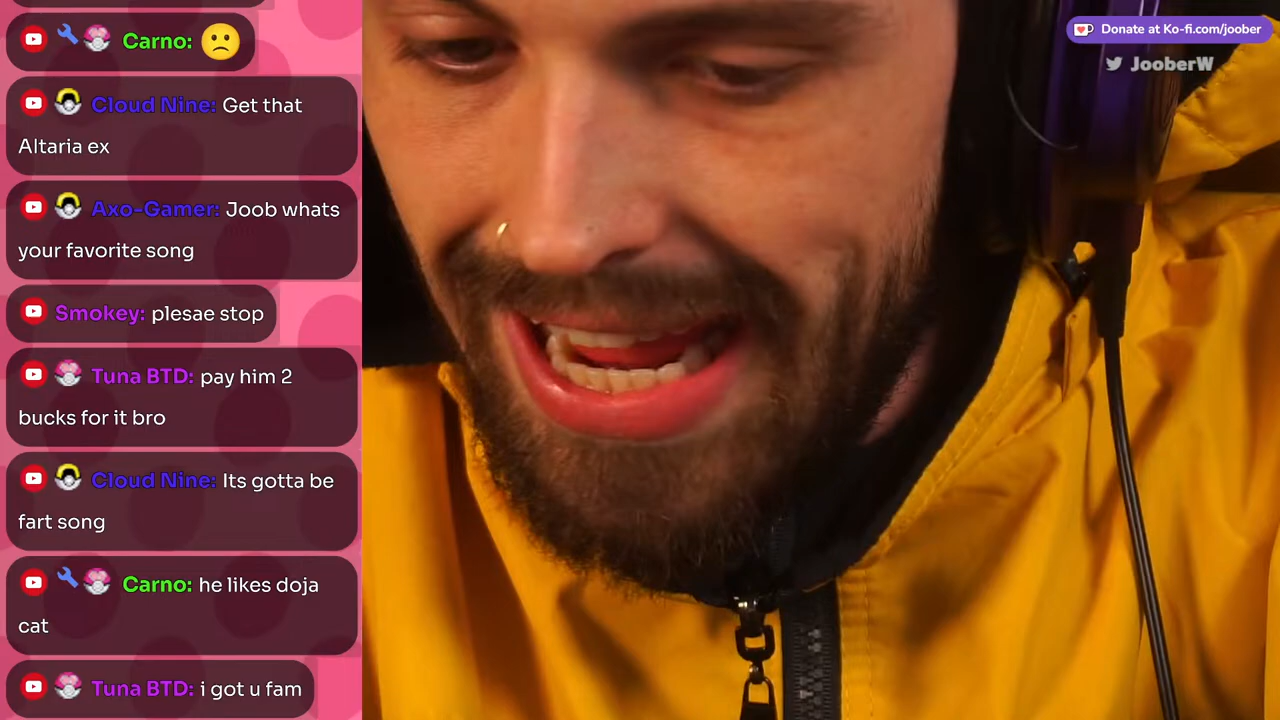 Carno:
Cloud Nine: Get that
Altaria ex
Axo-Gamer: Joob whats
your favorite song
Smokey: plesae stop
Tuna BTD: pay him 2
bucks for it bro
Cloud Nine: Its gotta be
fart song
Carno: he likes doja
cat
Tuna BTD: i got u fam
Donate at Ko-fi.com/joober
JooberW